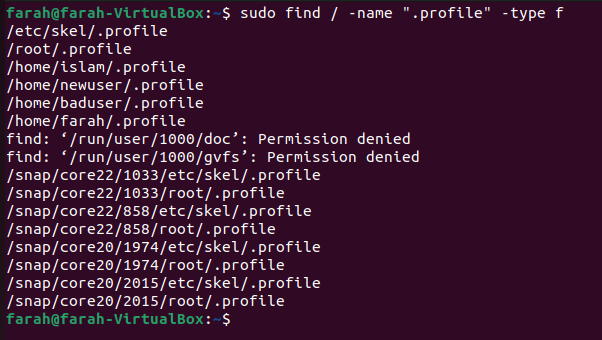 farah@farah-VirtualBox:~$ sudo find / -name ".profile" -type f
/etc/skel/.profile
/root/.profile
/home/islam/.profile
/home/newuser/.profile
/home/baduser/.profile
/home/farah/.profile
find: ‘/run/user/1000/doc’: Permission denied
find: ‘/run/user/1000/gvfs’: Permission denied
/snap/core22/1033/etc/skel/.profile
/snap/core22/1033/root/.profile
/snap/core22/858/etc/skel/.profile
/snap/core22/858/root/.profile
/snap/core20/1974/etc/skel/.profile
/snap/core20/1974/root/.profile
/snap/core20/2015/etc/skel/.profile
/snap/core20/2015/root/.profile
farah@farah-VirtualBox:~$